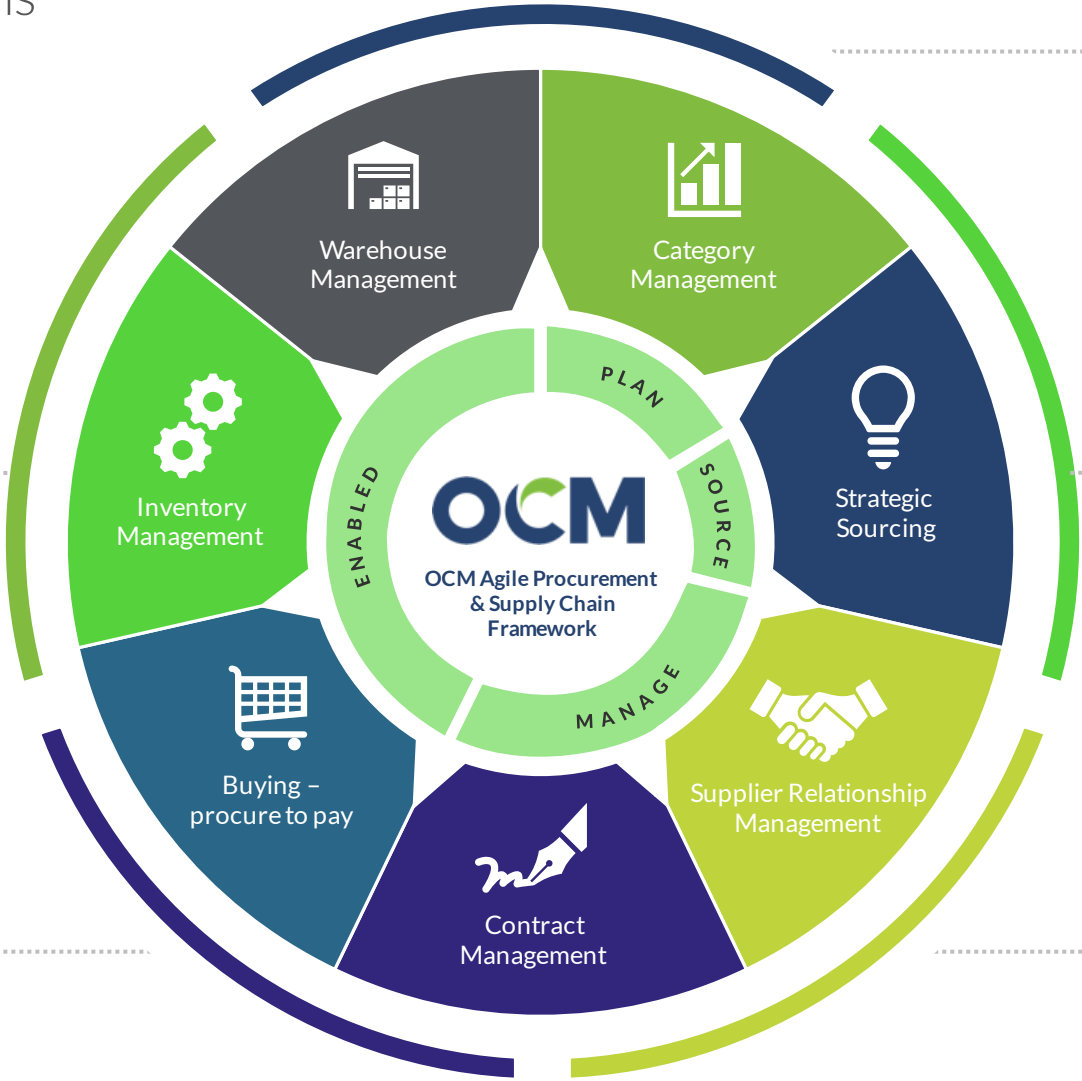 Warehouse
Management
Category
Management
Strategic
Sourcing
Supplier Relationship
Management
Contract
Management
Buying –
procure to pay
Inventory
Management
PLAN
SOURCE
MANAGE
ENABLED
OCM
OCM Agile Procurement
& Supply Chain
Framework